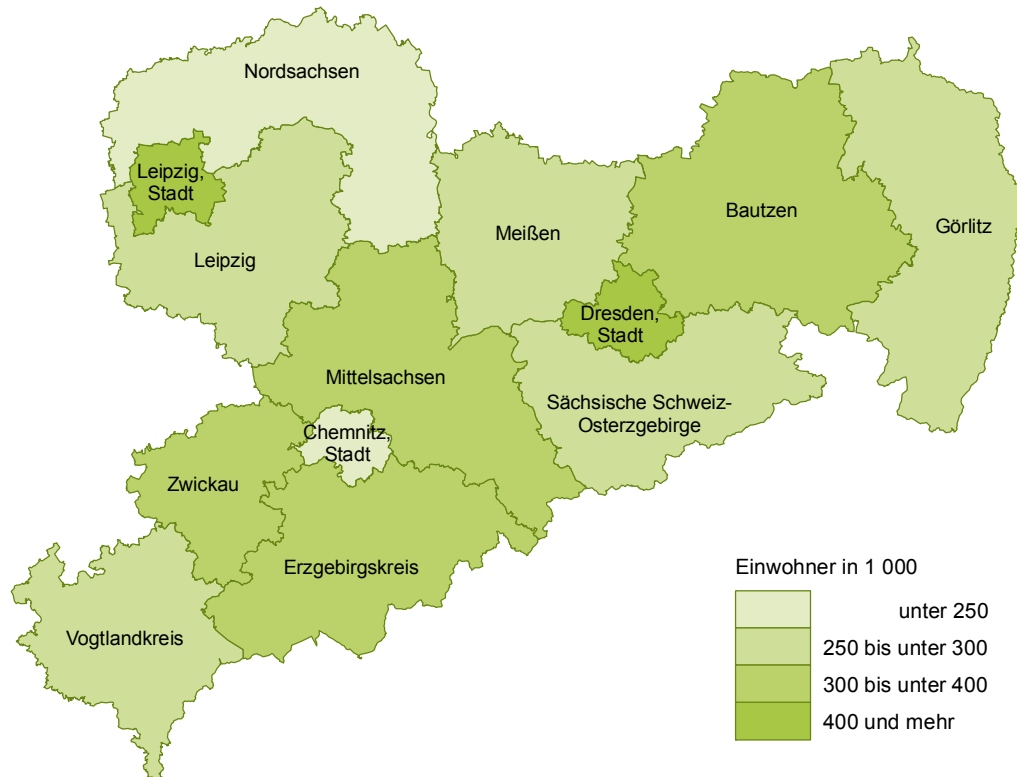 Nordsachsen
Leipzig,
Stadt
Leipzig
Meißen
Bautzen
Görlitz
Dresden,
Stadt
Mittelsachsen
Sächsische Schweiz-
Osterzgebirge
Chemnitz,
Stadt
Zwickau
Erzgebirgskreis
Vogtlandkreis
Einwohner in 1 000
unter 250
250 bis unter 300
300 bis unter 400
400 und mehr